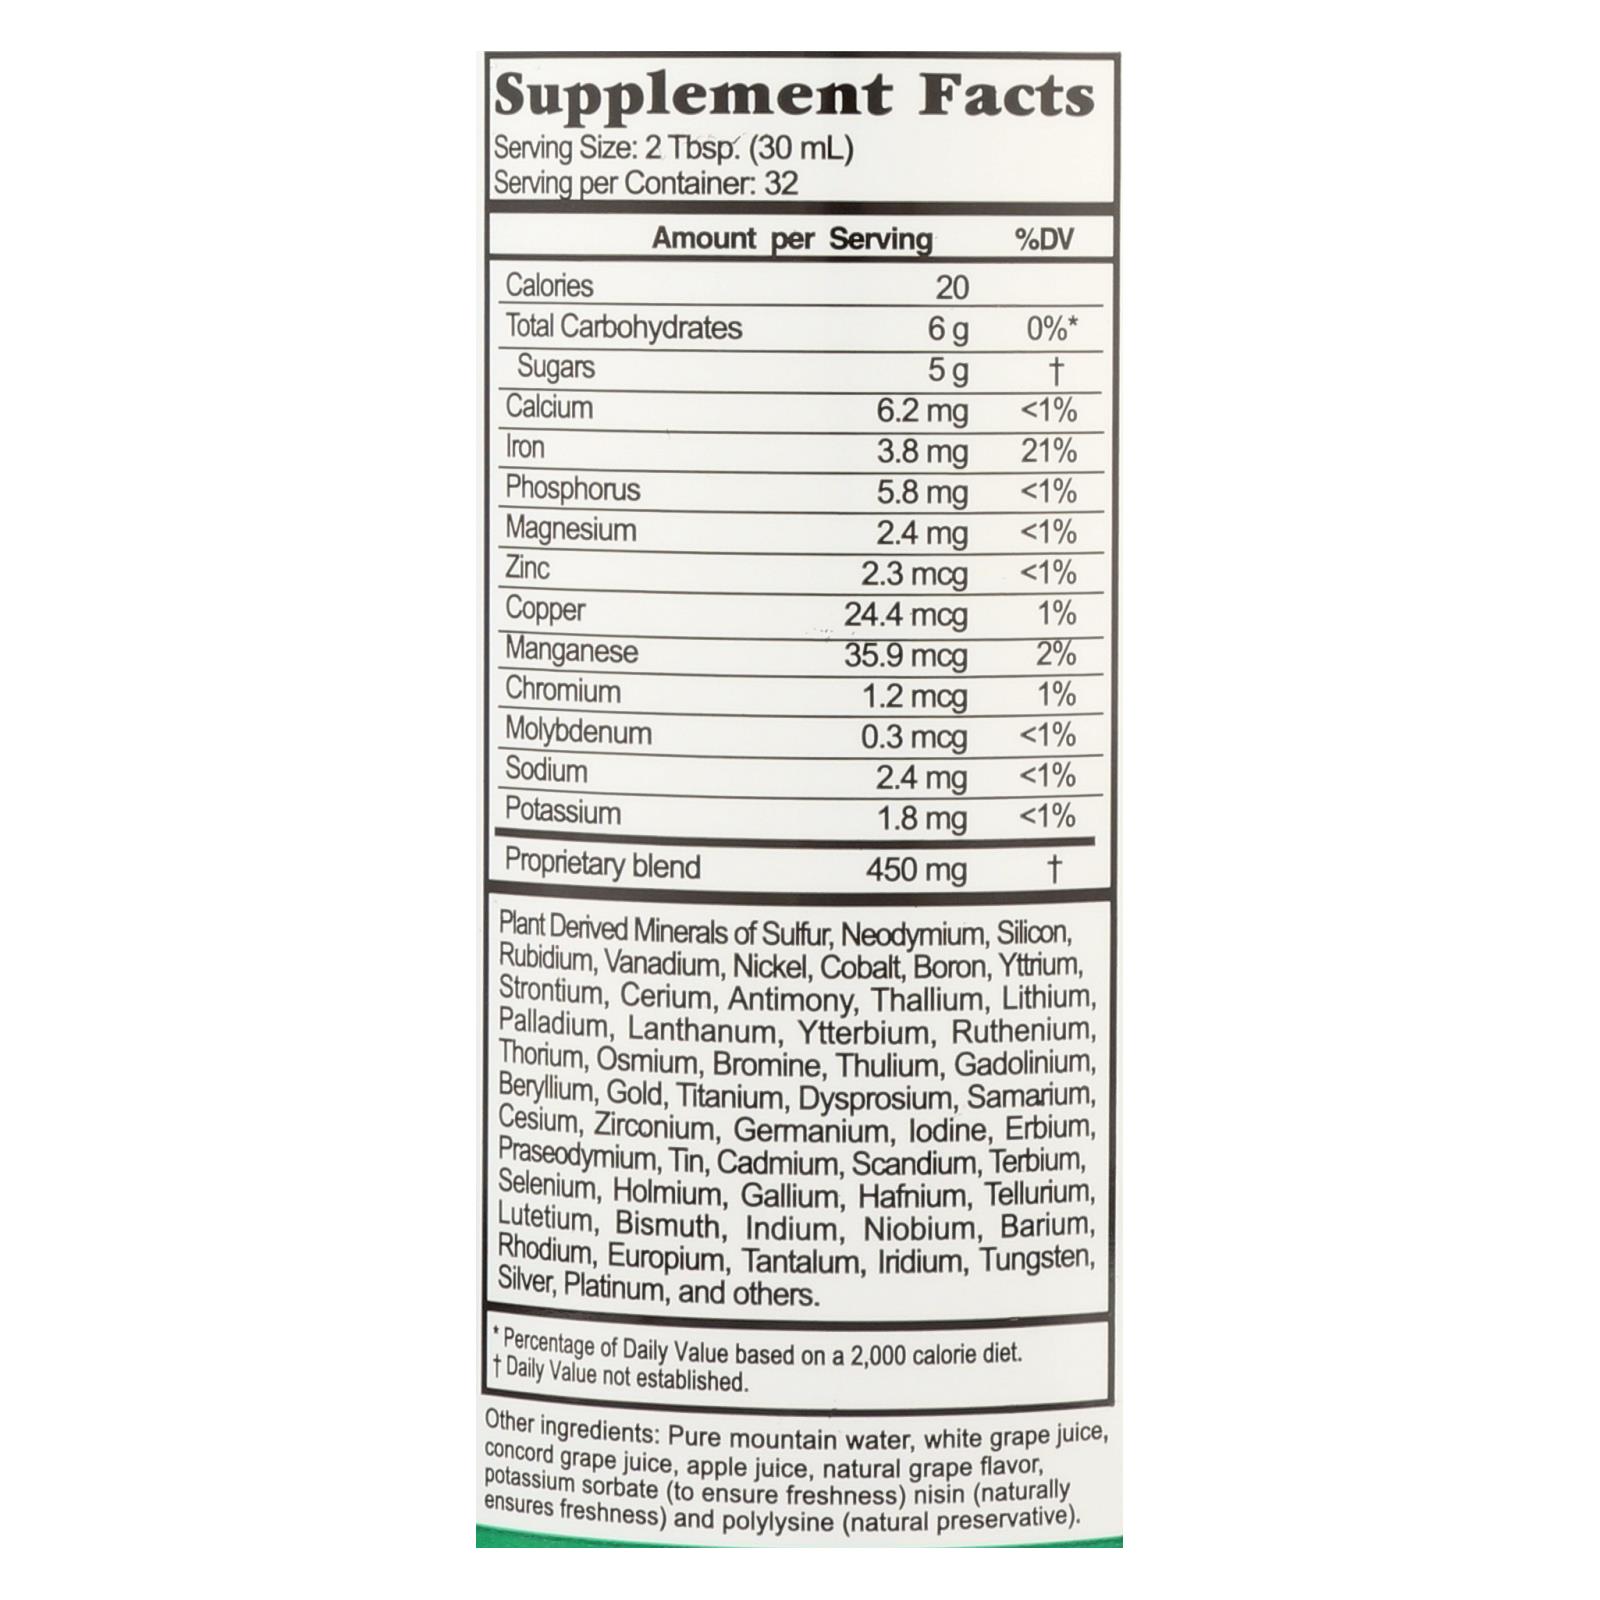 Supplement Facts
Serving Size: 2 Tbsp. (30 mL)
Serving per Container: 32
Amount per Serving %DV
Calories 20
Total Carbohydrates 6 g 0%*
Sugars 5 g †
Calcium 6.2 mg <1%
Iron 3.8 mg 21%
Phosphorus 5.8 mg <1%
Magnesium 2.4 mg <1%
Zinc 2.3 mcg <1%
Copper 24.4 mcg 1%
Manganese 35.9 mcg 2%
Chromium 1.2 mcg 1%
Molybdenum 0.3 mcg <1%
Sodium 2.4 mg <1%
Potassium 1.8 mg <1%
Proprietary blend 450 mg †
Plant Derived Minerals of Sulfur, Neodymium, Silicon,
Rubidium, Vanadium, Nickel, Cobalt, Boron, Yttrium,
Strontium, Cerium, Antimony, Thallium, Lithium,
Palladium, Lanthanum, Ytterbium, Ruthenium,
Thorium, Osmium, Bromine, Thulium, Gadolinium,
Beryllium, Gold, Titanium, Dysprosium, Samarium,
Cesium, Zirconium, Germanium, Iodine, Erbium,
Praseodymium, Tin, Cadmium, Scandium, Terbium,
Selenium, Holmium, Gallium, Hafnium, Tellurium,
Lutetium, Bismuth, Indium, Niobium, Barium,
Rhodium, Europium, Tantalum, Iridium, Tungsten,
Silver, Platinum, and others.
* Percentage of Daily Value based on a 2,000 calorie diet.
† Daily Value not established.
Other ingredients: Pure mountain water, white grape juice,
concord grape juice, apple juice, natural grape flavor,
potassium sorbate (to ensure freshness) nisin (naturally
ensures freshness) and polylysine (natural preservative).